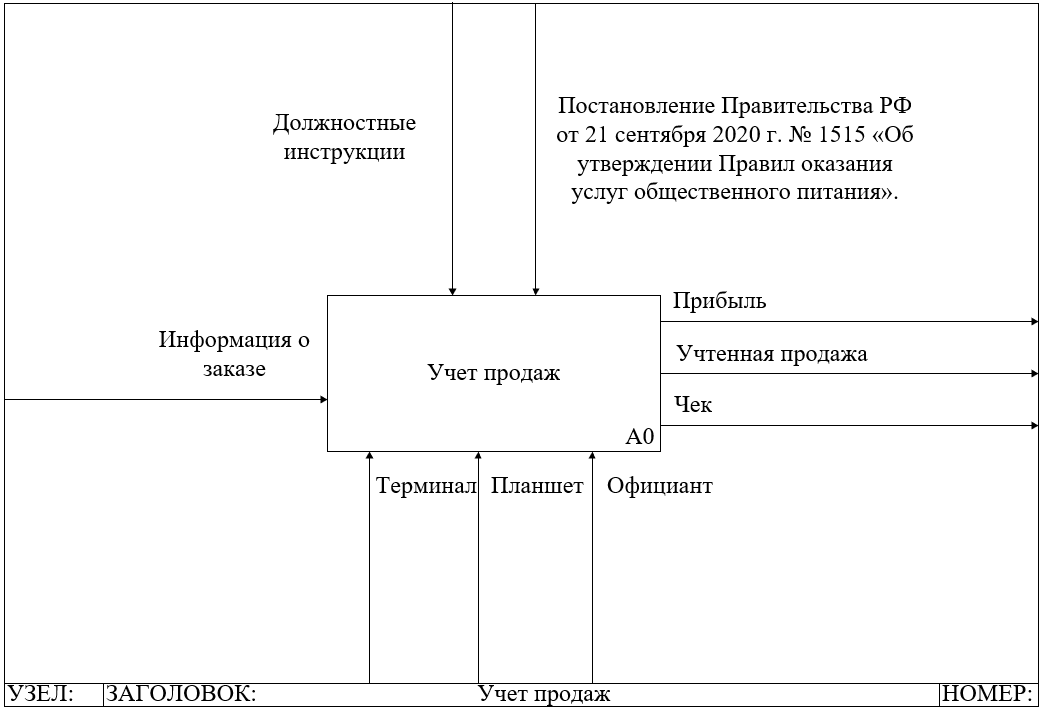 Должностные
инструкции
Постановление Правительства РФ
от 21 сентября 2020 г. № 1515 «Об
утверждении Правил оказания
услуг общественного питания».
Информация о
заказе
Учет продаж
A0
Прибыль
Учтенная продажа
Чек
Терминал
Планшет
Официант
УЗЕЛ:
ЗАГОЛОВОК:
Учет продаж
НОМЕР: